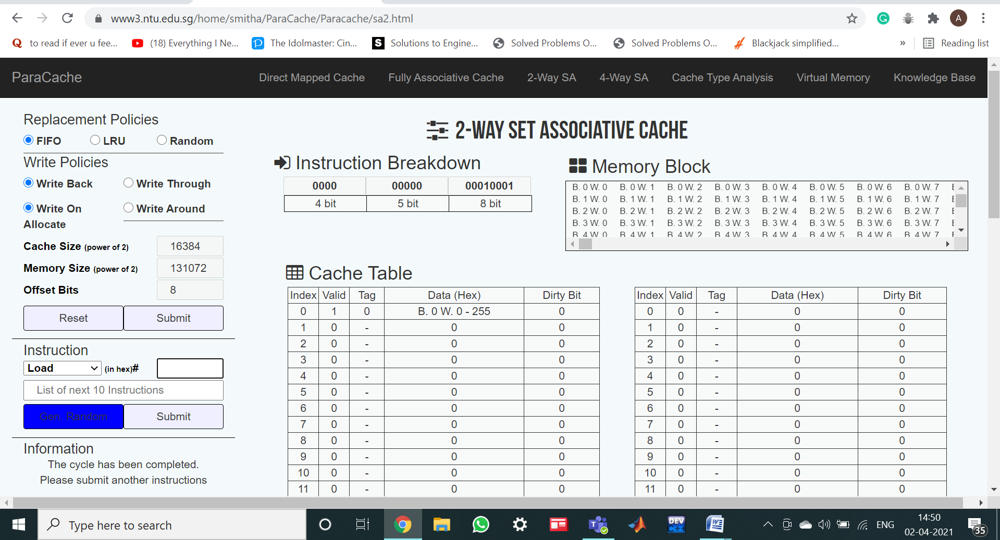 www3.ntu.edu.sg/home/smitha/ParaCache/Paracache/sa2.html
A
to read if ever u fee...
(18) Everything I Ne...
The Idolmaster: Cin...
Solutions to Engine...
Solved Problems O...
Solved Problems O...
Blackjack simplified...
»
Reading list
ParaCache
Direct Mapped Cache
Fully Associative Cache
2-Way SA
4-Way SA
Cache Type Analysis
Virtual Memory
Knowledge Base
Replacement Policies
FIFO LRU Random
Write Policies
Write Back Write Through
Write On Allocate Write Around
Cache Size (power of 2) 16384
Memory Size (power of 2) 131072
Offset Bits 8
Reset Submit
Instruction
Load (in hex)#
List of next 10 Instructions
Gen. Random Submit
Information
The cycle has been completed.
Please submit another instructions
2-WAY SET ASSOCIATIVE CACHE
Instruction Breakdown
0000 00000 00010001
4 bit 5 bit 8 bit
Memory Block
B. 0 W. 0 B. 0 W. 1 B. 0 W. 2 B. 0 W. 3 B. 0 W. 4 B. 0 W. 5 B. 0 W. 6 B. 0 W. 7
B. 1 W. 0 B. 1 W. 1 B. 1 W. 2 B. 1 W. 3 B. 1 W. 4 B. 1 W. 5 B. 1 W. 6 B. 1 W. 7
B. 2 W. 0 B. 2 W. 1 B. 2 W. 2 B. 2 W. 3 B. 2 W. 4 B. 2 W. 5 B. 2 W. 6 B. 2 W. 7
B. 3 W. 0 B. 3 W. 1 B. 3 W. 2 B. 3 W. 3 B. 3 W. 4 B. 3 W. 5 B. 3 W. 6 B. 3 W. 7
B. 4 W. 0 B. 4 W. 1 B. 4 W. 2 B. 4 W. 3 B. 4 W. 4 B. 4 W. 5 B. 4 W. 6 B. 4 W. 7
Cache Table
Index Valid Tag Data (Hex) Dirty Bit
0 1 0 B. 0 W. 0 - 255 0
1 0 - 0 0
2 0 - 0 0
3 0 - 0 0
4 0 - 0 0
5 0 - 0 0
6 0 - 0 0
7 0 - 0 0
8 0 - 0 0
9 0 - 0 0
10 0 - 0 0
11 0 - 0 0
Index Valid Tag Data (Hex) Dirty Bit
0 0 - 0 0
1 0 - 0 0
2 0 - 0 0
3 0 - 0 0
4 0 - 0 0
5 0 - 0 0
6 0 - 0 0
7 0 - 0 0
8 0 - 0 0
9 0 - 0 0
10 0 - 0 0
11 0 - 0 0
Type here to search
DEV C++
ENG
14:50
02-04-2021
35